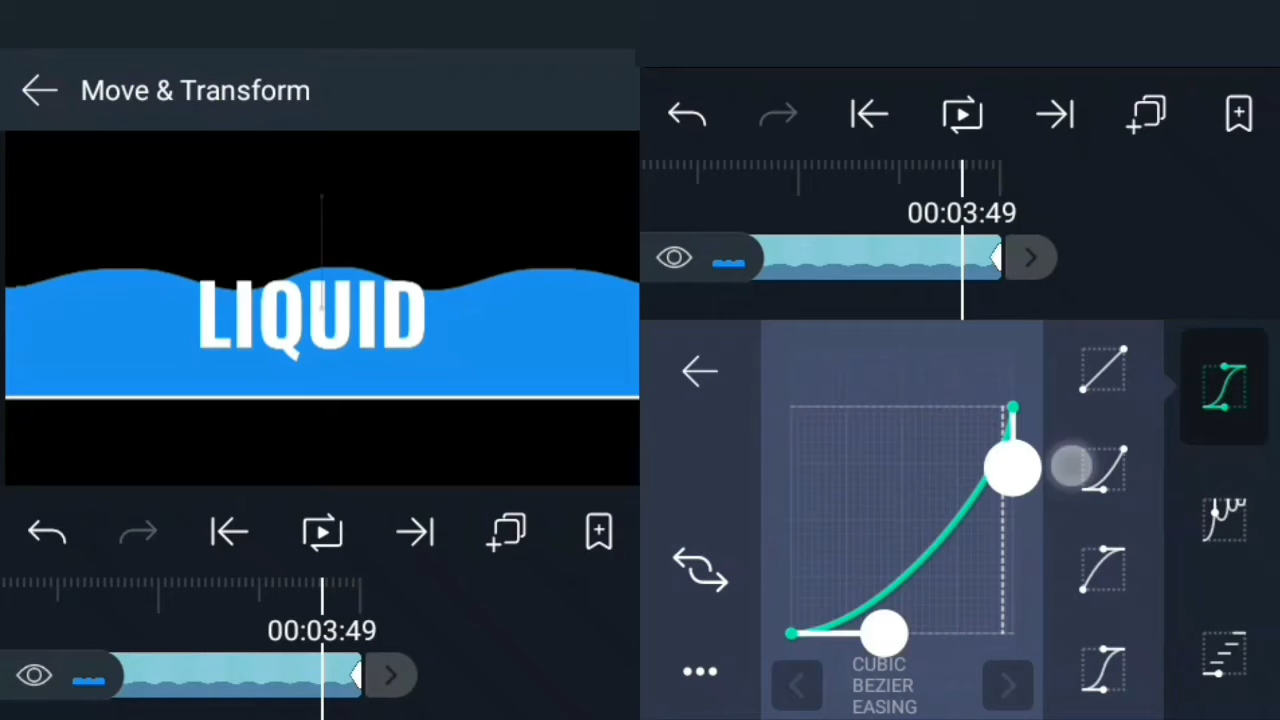 Move & Transform
LIQUID
00:03:49
00:03:49
CUBIC
BEZIER
EASING